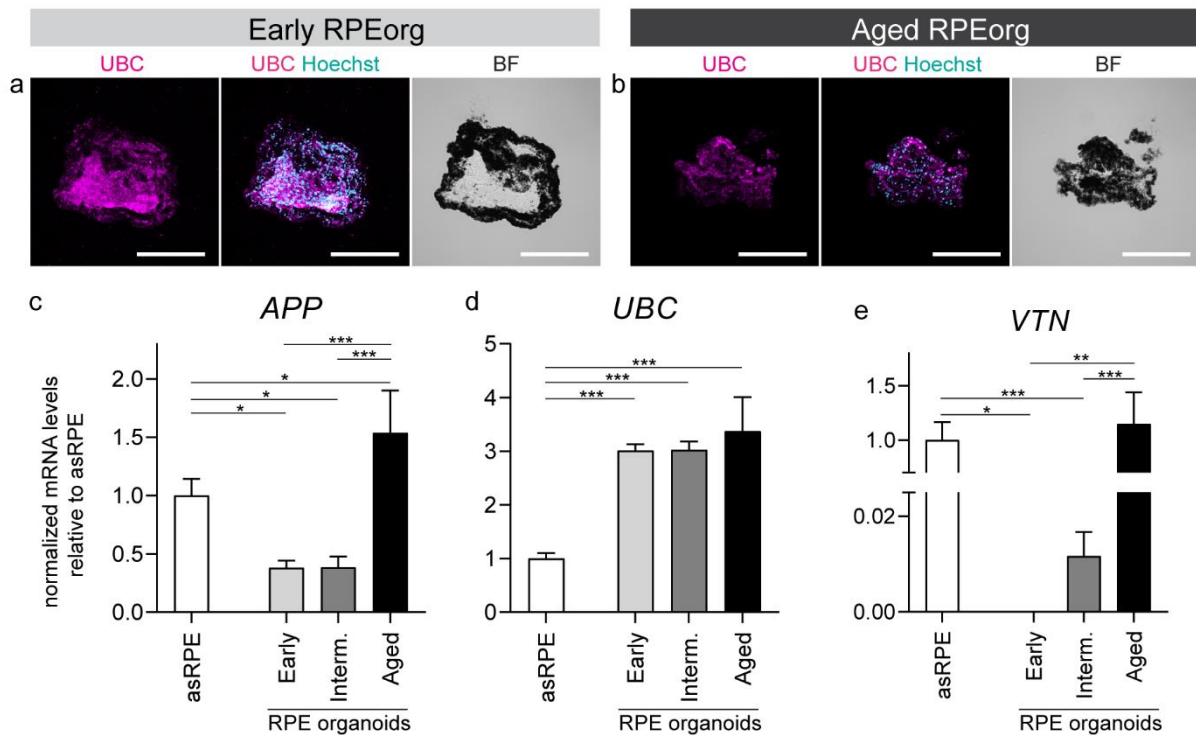 Early RPEorg
Aged RPEorg
UBC
UBC Hoechst
BF
UBC
UBC Hoechst
BF
a
b
c
APP
d
UBC
e
VTN
normalized mRNA levels
relative to asRPE
2.0
1.5
1.0
0.5
0.0
***
***
*
*
*
asRPE
Early
Interm.
Aged
RPE organoids
5
4
3
2
1
0
***
***
***
asRPE
Early
Interm.
Aged
RPE organoids
1.5
1.0
0.02
0.00
**
***
***
*
asRPE
Early
Interm.
Aged
RPE organoids